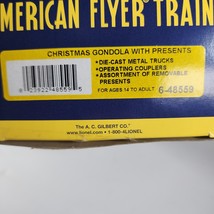 MERICAN FLYER TRAIN
CHRISTMAS GONDOLA WITH PRESENTS
•DIE-CAST METAL TRUCKS
•OPERATING COUPLERS
•ASSORTMENT OF REMOVABLE
PRESENTS
FOR AGES 14 TO ADULT 6-48559
The A. C. GILBERT CO.™
www.lionel.com • 1-800-4LIONEL